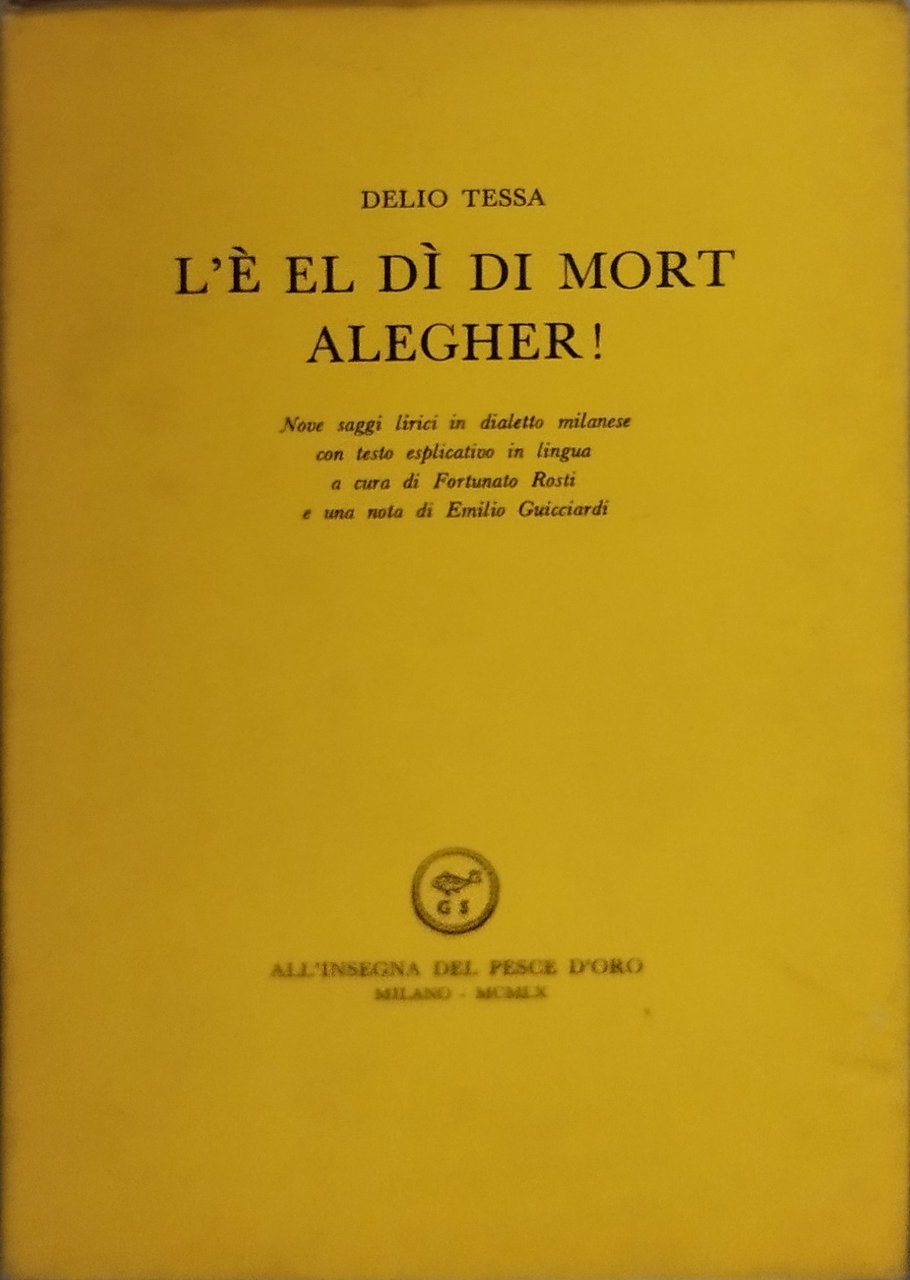 DELIO TESSA
L'È EL DÌ DI MORT
ALEGHER!
Nove saggi lirici in dialetto milanese
con testo esplicativo in lingua
a cura di Fortunato Rosti
e una nota di Emilio Guicciardi
G S
ALL'INSEGNA DEL PESCE D'ORO
MILANO - MCMLX